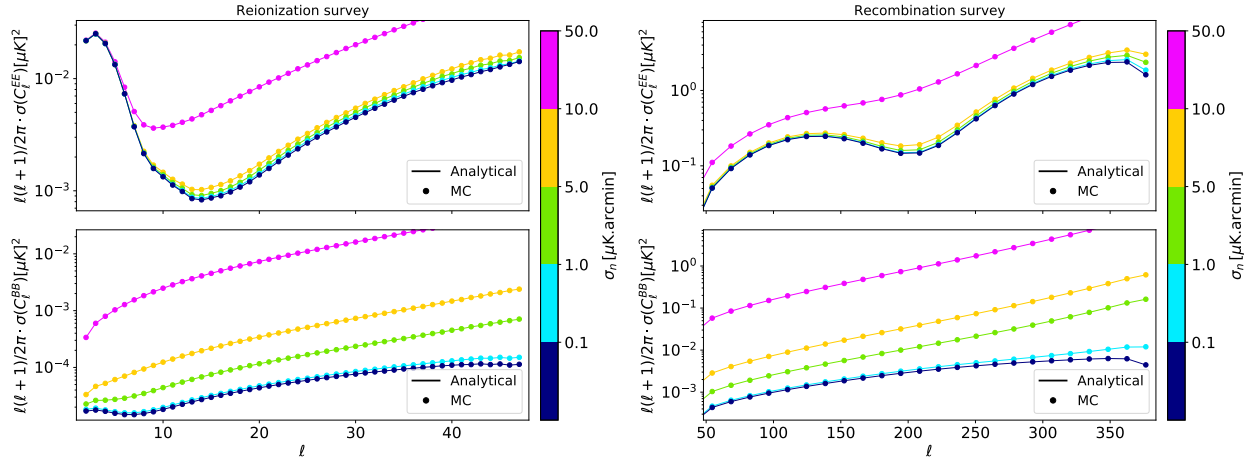 Reionization survey
ℓ(ℓ + 1)/2π · σ(C_ℓ^{EE})[μK]²
10⁻²
10⁻³
Analytical
MC
ℓ(ℓ + 1)/2π · σ(C_ℓ^{BB})[μK]²
10⁻²
10⁻³
10⁻⁴
Analytical
MC
10 20 30 40
ℓ
50.0
10.0
5.0
1.0
0.1
σₙ [μK.arcmin]
Recombination survey
ℓ(ℓ + 1)/2π · σ(C_ℓ^{EE})[μK]²
10⁰
10⁻¹
Analytical
MC
ℓ(ℓ + 1)/2π · σ(C_ℓ^{BB})[μK]²
10⁰
10⁻¹
10⁻²
10⁻³
Analytical
MC
50 100 150 200 250 300 350
ℓ
50.0
10.0
5.0
1.0
0.1
σₙ [μK.arcmin]